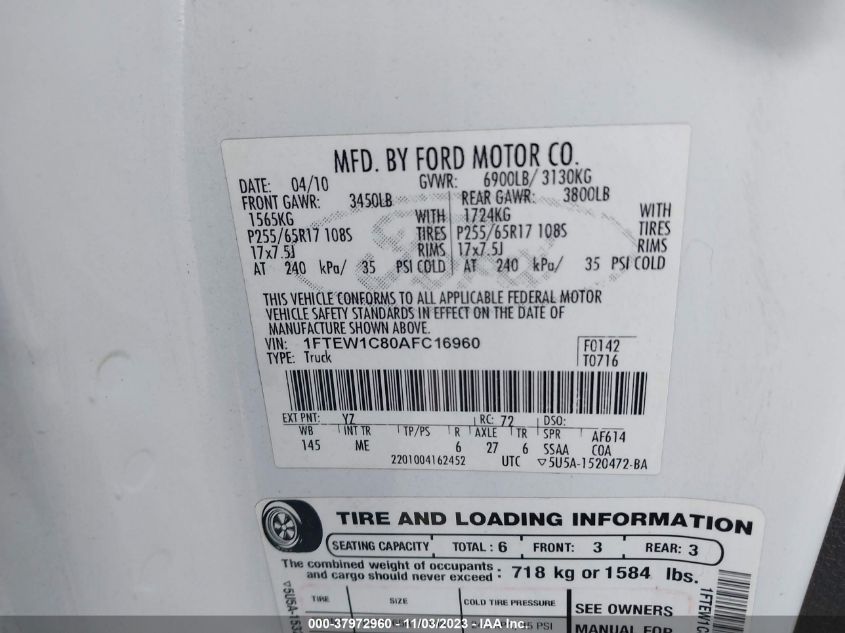 MFD. BY FORD MOTOR CO.
DATE: 04/10 GVWR: 6900LB/ 3130KG
FRONT GAWR: 3450LB REAR GAWR: 3800LB
1565KG WITH 1724KG WITH
P255/65R17 108S TIRES P255/65R17 108S TIRES
17x7.5J RIMS 17x7.5J RIMS
AT 240 kPa/ 35 PSI COLD AT 240 kPa/ 35 PSI COLD
THIS VEHICLE CONFORMS TO ALL APPLICABLE FEDERAL MOTOR
VEHICLE SAFETY STANDARDS IN EFFECT ON THE DATE OF
MANUFACTURE SHOWN ABOVE.
VIN: 1FTEW1C80AFC16960 F0142
TYPE: Truck T0716
EXT PNT: YZ RC: 72 DSO:
WB INT TR TP/PS R AXLE TR SPR AF614
145 ME 6 27 6 SSAA COA
2201004162452 UTC ▽5U5A-1520472-BA
TIRE AND LOADING INFORMATION
SEATING CAPACITY TOTAL: 6 FRONT: 3 REAR: 3
The combined weight of occupants
and cargo should never exceed : 718 kg or 1584 lbs.
TIRE SIZE COLD TIRE PRESSURE SEE OWNERS
PSI MANUAL FOR
▽5U5A-153
1FTEW1C
000-37972960 - 11/03/2023 - IAA Inc.